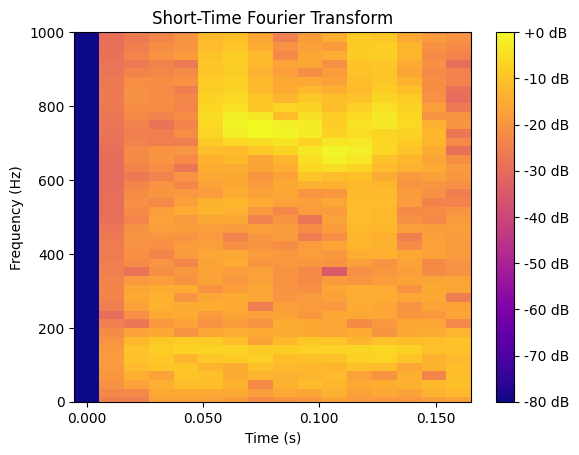 Short-Time Fourier Transform
1000
800
600
400
200
0
Frequency (Hz)
0.000
0.050
0.100
0.150
Time (s)
+0 dB
-10 dB
-20 dB
-30 dB
-40 dB
-50 dB
-60 dB
-70 dB
-80 dB